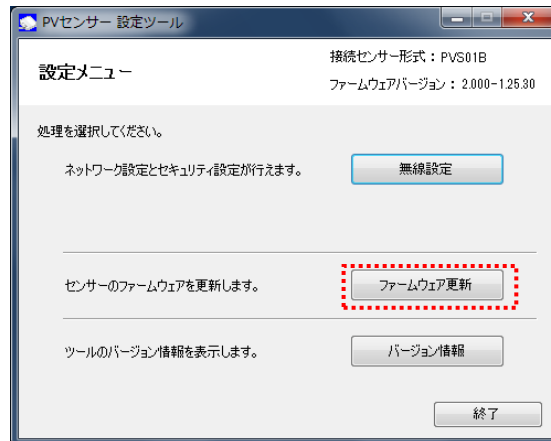 PVセンサー 設定ツール
設定メニュー
接続センサー形式：PVS01B
ファームウェアバージョン：2.000-1.25.30
処理を選択してください。
ネットワーク設定とセキュリティ設定が行えます。
無線設定
センサーのファームウェアを更新します。
ファームウェア更新
ツールのバージョン情報を表示します。
バージョン情報
終了